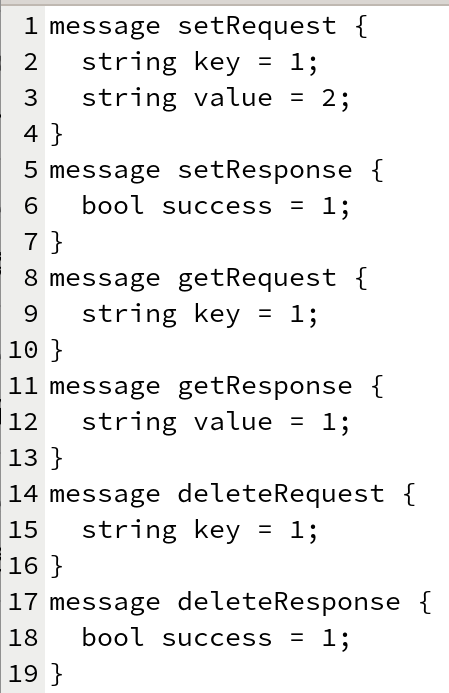 1 message setRequest {
2   string key = 1;
3   string value = 2;
4 }
5 message setResponse {
6   bool success = 1;
7 }
8 message getRequest {
9   string key = 1;
10 }
11 message getResponse {
12   string value = 1;
13 }
14 message deleteRequest {
15   string key = 1;
16 }
17 message deleteResponse {
18   bool success = 1;
19 }